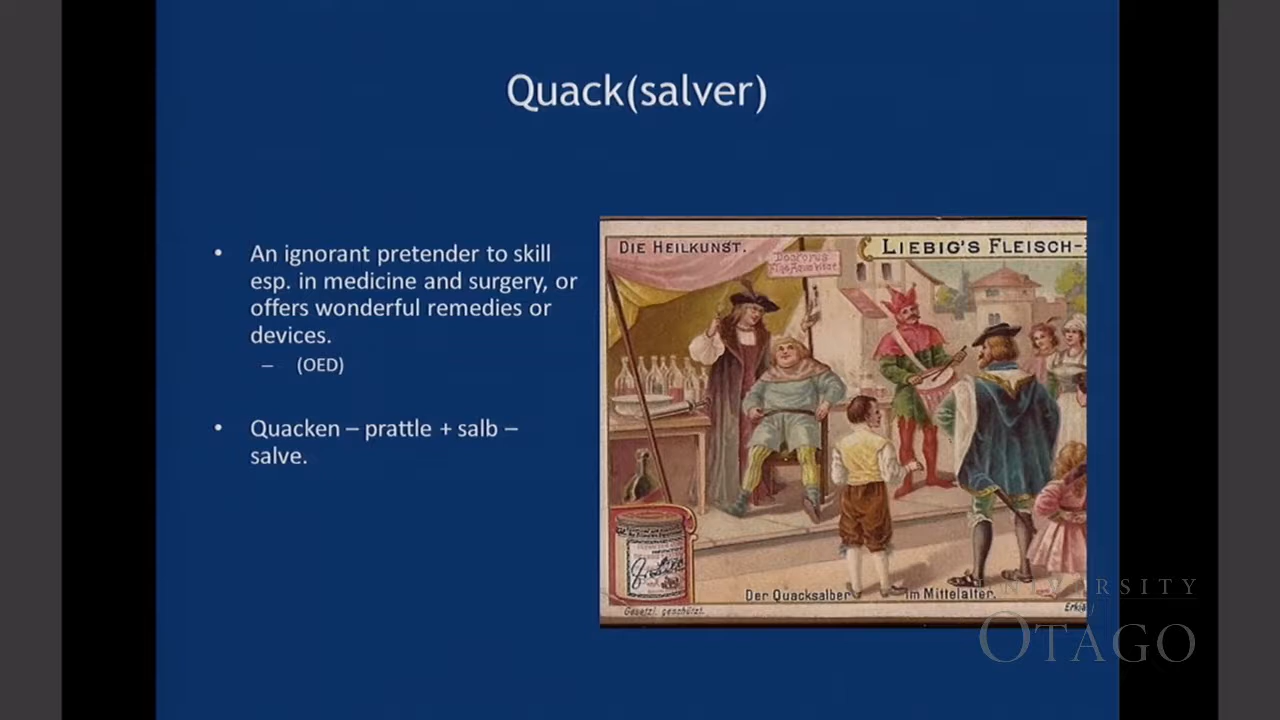 Quack(salver)
• An ignorant pretender to skill
esp. in medicine and surgery, or
offers wonderful remedies or
devices.
– (OED)
• Quacken – prattle + salb –
salve.
DIE HEILKUNST.
LIEBIG'S FLEISCH-
Der Quacksalber im Mittelalter.
Gesetzl. geschützt.
UNIVERSITY
OTAGO